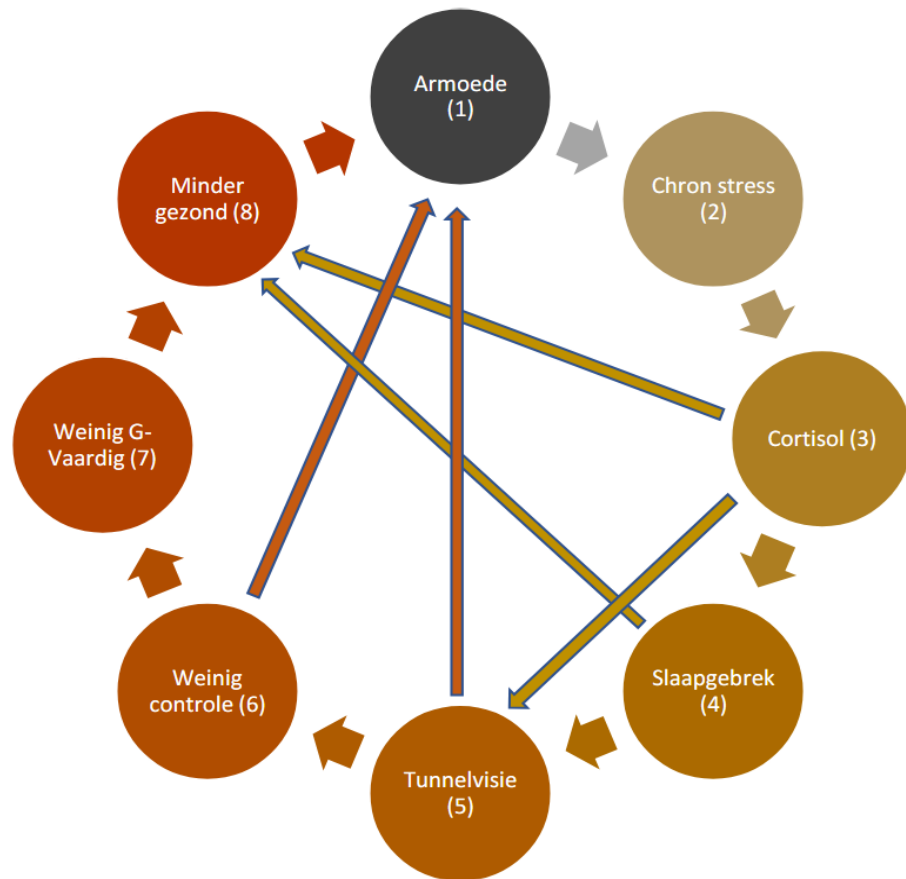 Armoede
(1)
Chron stress
(2)
Cortisol (3)
Slaapgebrek
(4)
Tunnelvisie
(5)
Weinig
controle (6)
Weinig G-
Vaardig (7)
Minder
gezond (8)